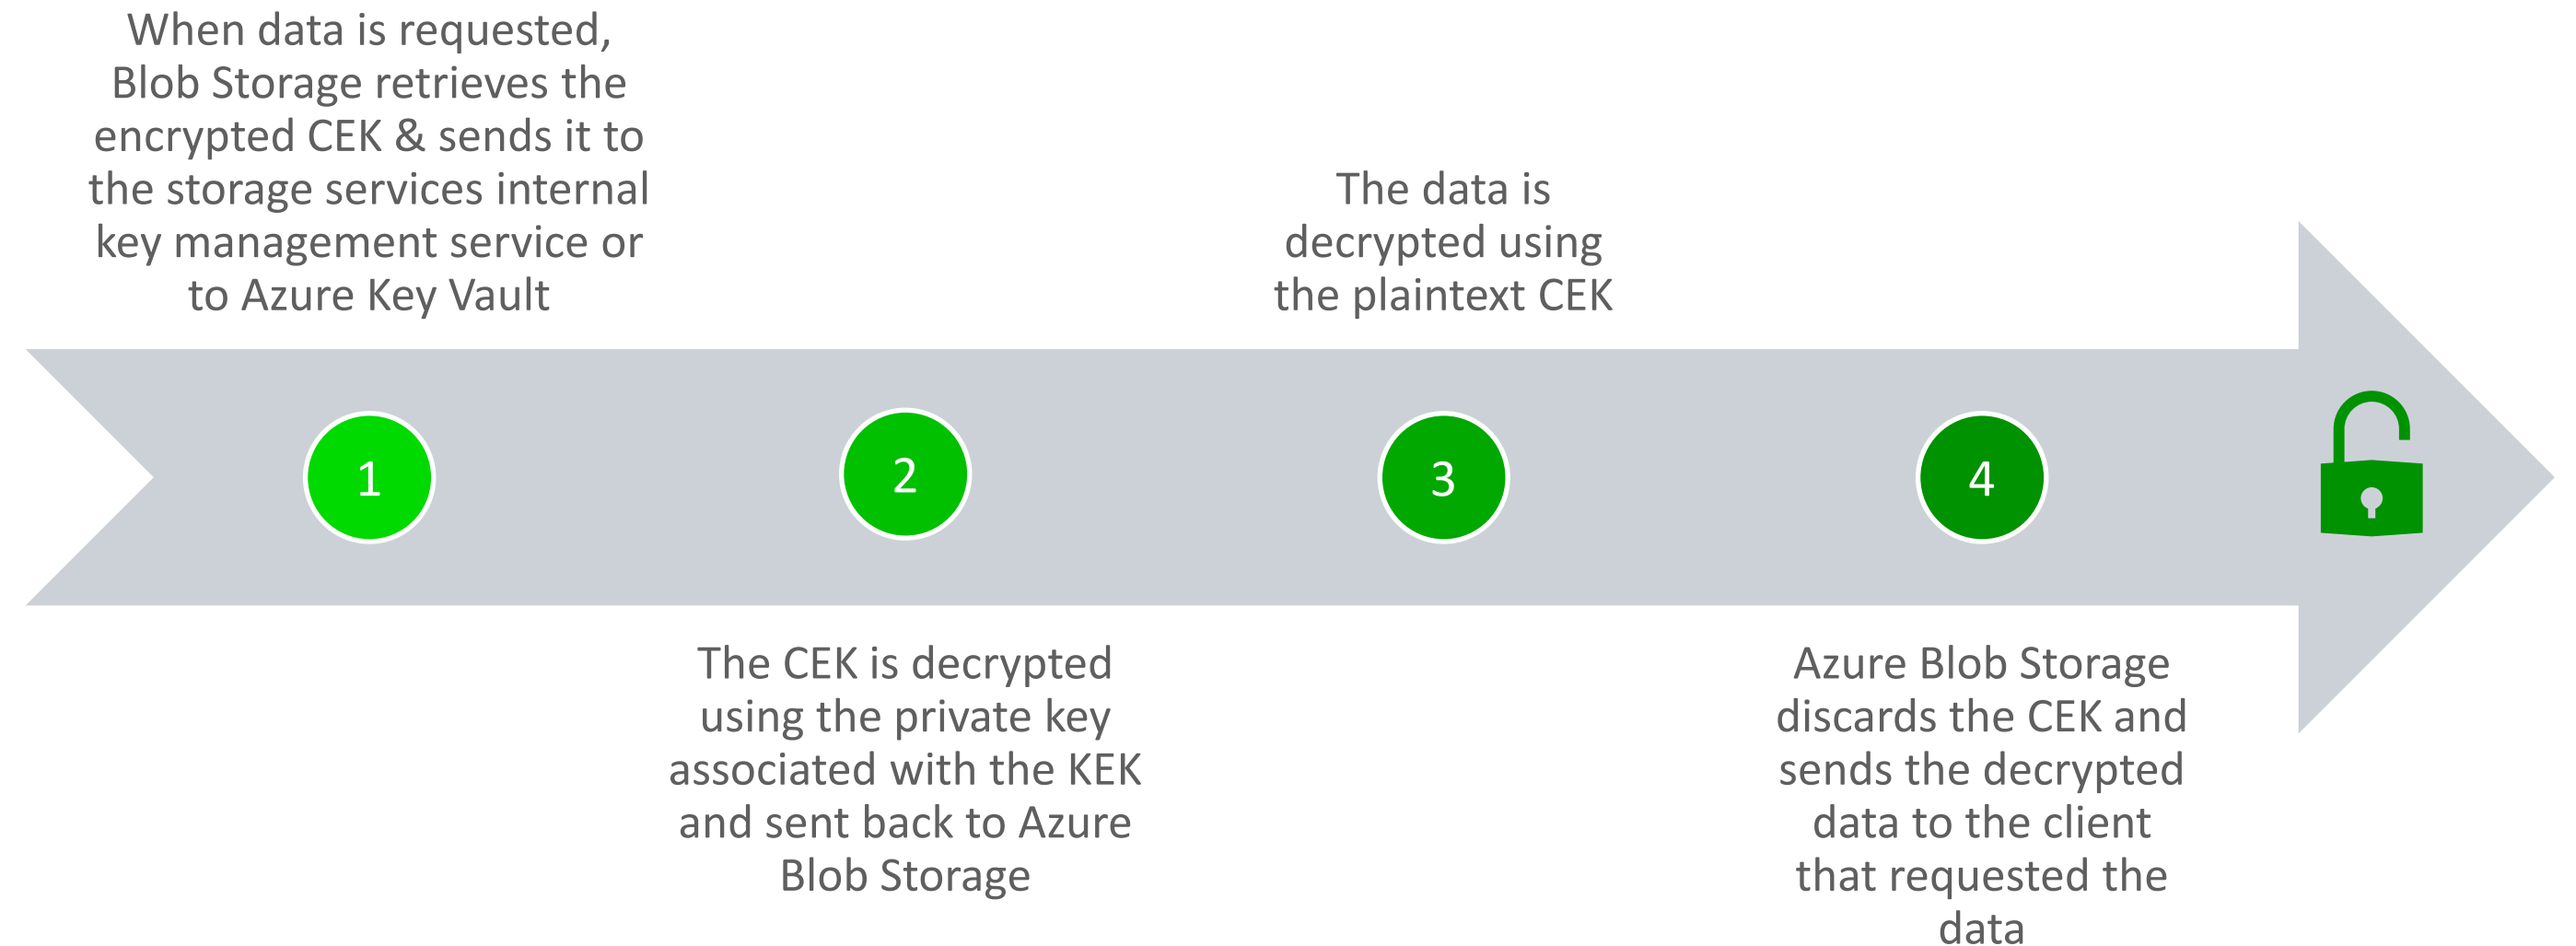 When data is requested,
Blob Storage retrieves the
encrypted CEK & sends it to
the storage services internal
key management service or
to Azure Key Vault
1
The CEK is decrypted
using the private key
associated with the KEK
and sent back to Azure
Blob Storage
2
The data is
decrypted using
the plaintext CEK
3
Azure Blob Storage
discards the CEK and
sends the decrypted
data to the client
that requested the
data
4